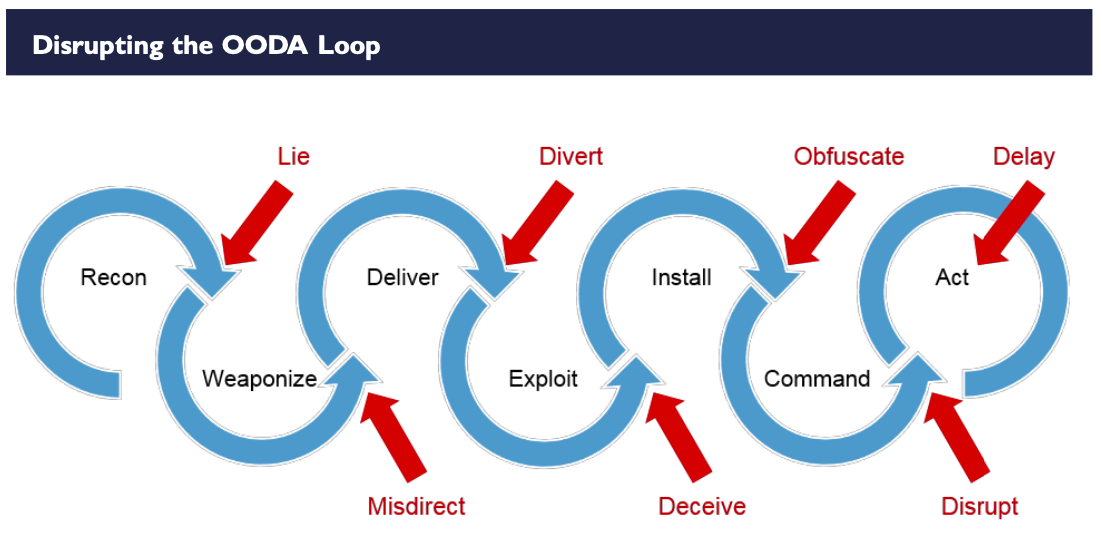 Disrupting the OODA Loop
Lie
Divert
Obfuscate
Delay
Recon
Deliver
Install
Act
Weaponize
Exploit
Command
Misdirect
Deceive
Disrupt